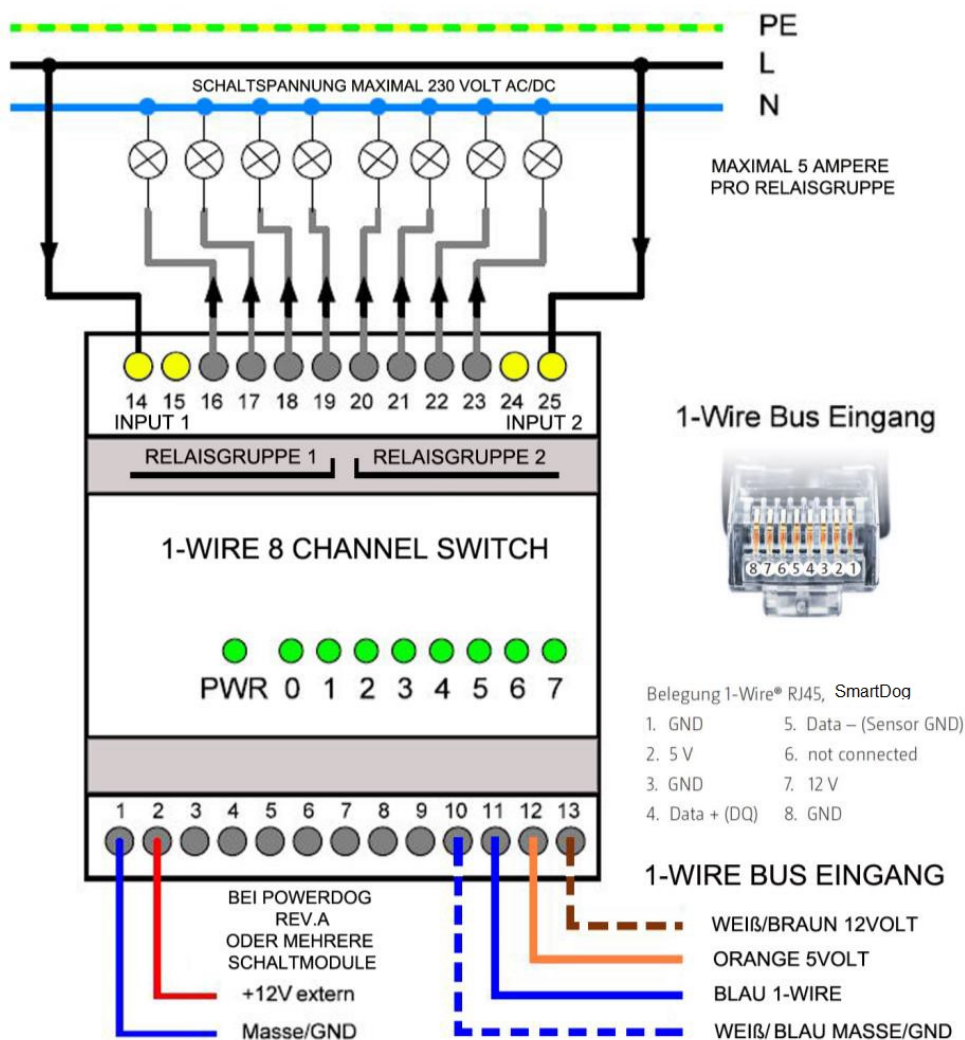 PE
L
SCHALTSPANNUNG MAXIMAL 230 VOLT AC/DC
N
MAXIMAL 5 AMPERE
PRO RELAISGRUPPE
14 15 16 17 18 19 20 21 22 23 24 25
INPUT 1 INPUT 2
RELAISGRUPPE 1 RELAISGRUPPE 2
1-WIRE 8 CHANNEL SWITCH
PWR 0 1 2 3 4 5 6 7
1-Wire Bus Eingang
8 7 6 5 4 3 2 1
Belegung 1-Wire® RJ45, SmartDog
1. GND
2. 5 V
3. GND
4. Data + (DQ)
5. Data – (Sensor GND)
6. not connected
7. 12 V
8. GND
1 2 3 4 5 6 7 8 9 10 11 12 13
BEI POWERDOG
REV.A
ODER MEHRERE
SCHALTMODULE
+12V extern
Masse/GND
1-WIRE BUS EINGANG
WEIß/BRAUN 12VOLT
ORANGE 5VOLT
BLAU 1-WIRE
WEIß/ BLAU MASSE/GND